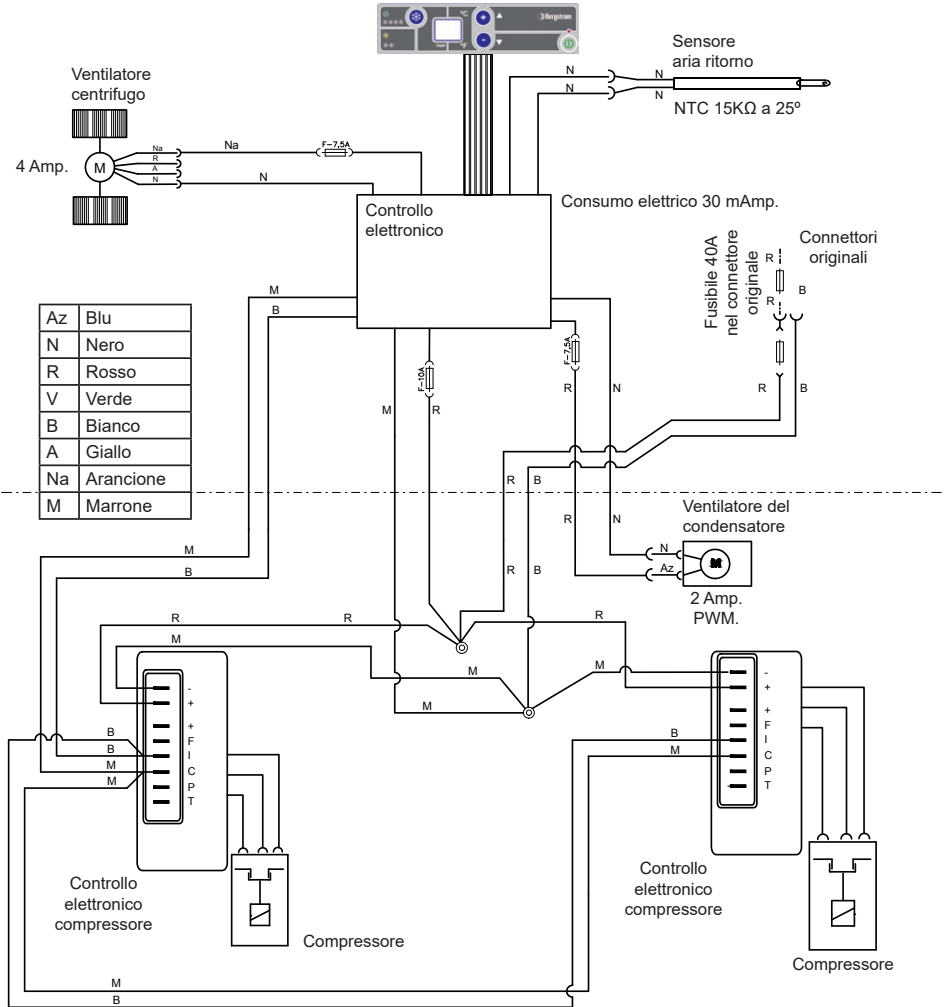 °C
Bergstrom
°F
Sensore
aria ritorno
N
N
N
N
NTC 15KΩ a 25º
Ventilatore
centrifugo
4 Amp.
M
Na
R
A
N
Na
F-7,5A
N
Controllo
elettronico
Consumo elettrico 30 mAmp.
Fusibile 40A
nel connettore
originale
Connettori
originali
R
R
B
R
B
M
B
Az Blu
N Nero
R Rosso
V Verde
B Bianco
A Giallo
Na Arancione
M Marrone
F-10A
M
R
F-7,5A
R
N
R
B
R
N
R
B
Ventilatore del
condensatore
N
Az
M
2 Amp.
PWM.
M
B
R
R
R
M
M
M
M
-
+
+
F
I
C
P
T
B
B
M
M
B
M
-
+
+
F
I
C
P
T
Controllo
elettronico
compressore
Compressore
Controllo
elettronico
compressore
Compressore
M
B